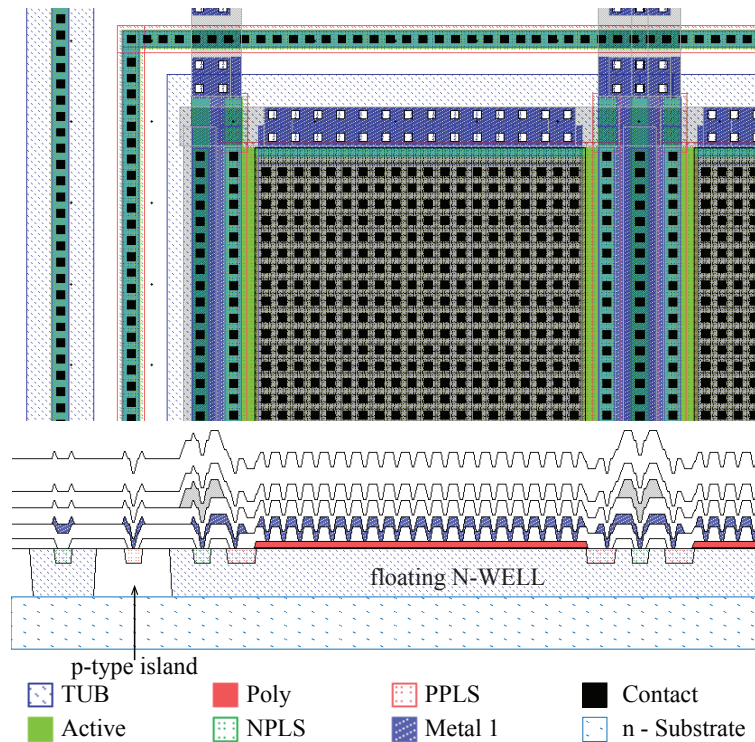 floating N-WELL
p-type island
TUB Poly PPLS Contact
Active NPLS Metal 1 n - Substrate